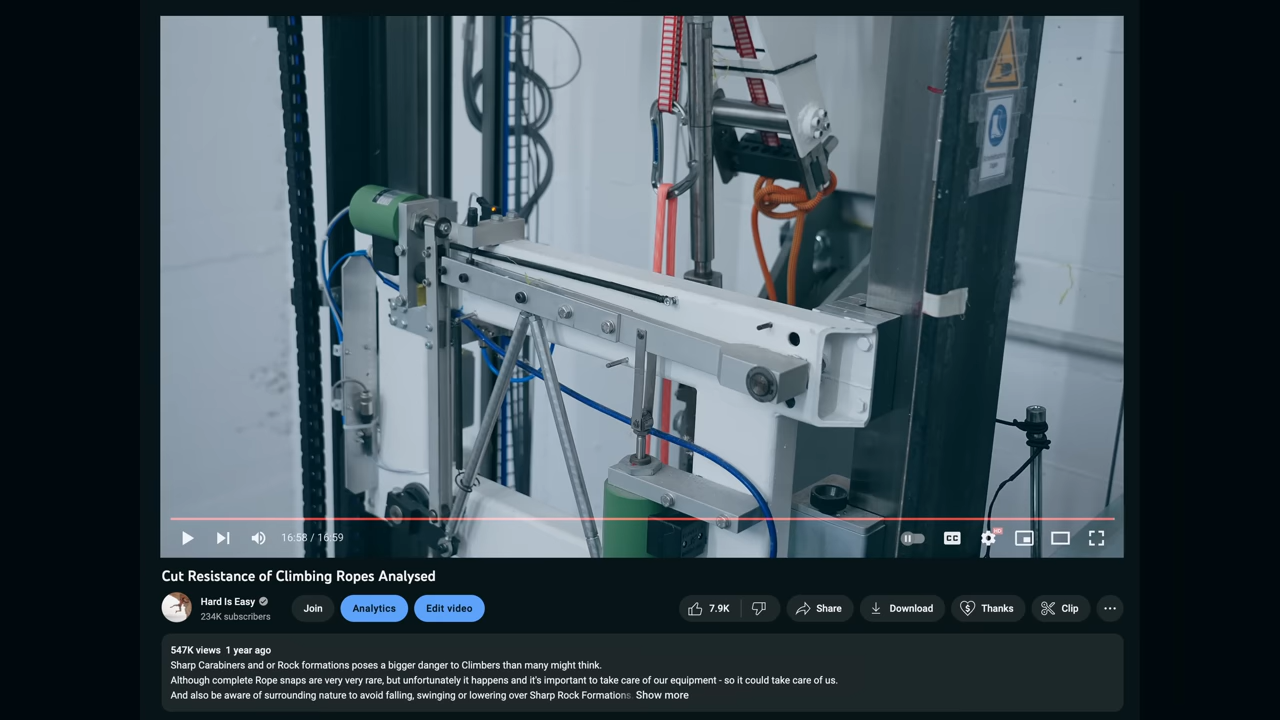 16:58 / 16:59
CC
HD
Cut Resistance of Climbing Ropes Analysed
Hard Is Easy
234K subscribers
Join
Analytics
Edit video
7.9K
Share
Download
Thanks
Clip
547K views 1 year ago
Sharp Carabiners and or Rock formations poses a bigger danger to Climbers than many might think.
Although complete Rope snaps are very very rare, but unfortunately it happens and it's important to take care of our equipment - so it could take care of us.
And also be aware of surrounding nature to avoid falling, swinging or lowering over Sharp Rock Formations. Show more